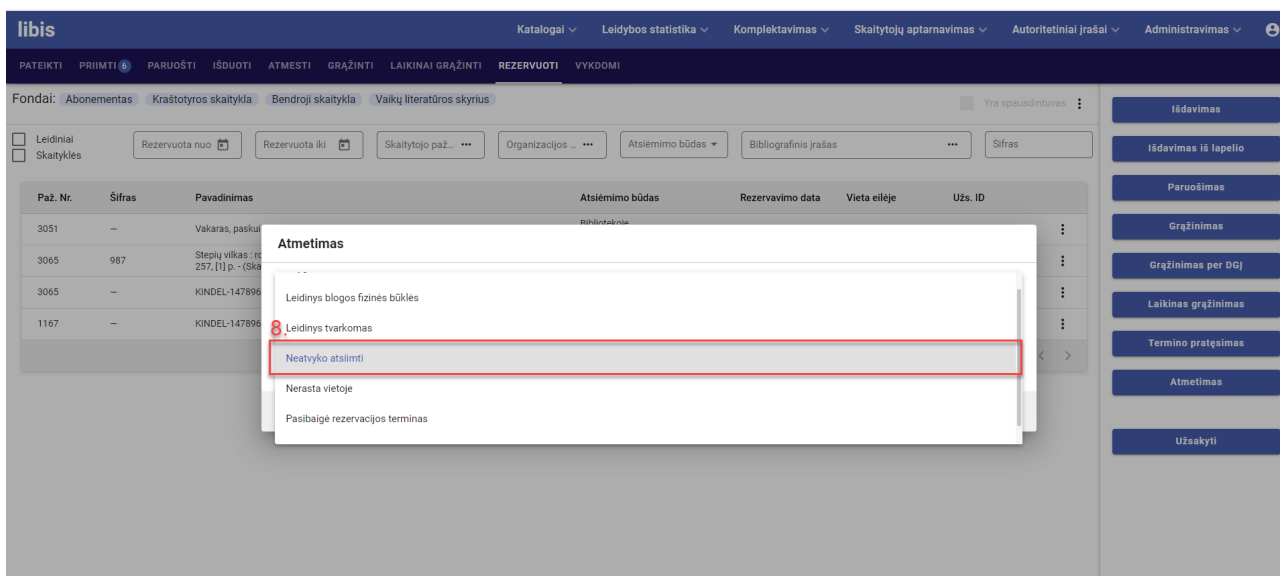 libis
Katalogai Leidybos statistika Komplektavimas Skaitytojų aptarnavimas Autoritetiniai įrašai Administravimas
PATEIKTI PRIIMTI 6 PARUOŠTI IŠDUOTI ATMESTI GRĄŽINTI LAIKINAI GRĄŽINTI REZERVUOTI VYKDOMI
Fondai: Abonementas Kraštotyros skaitykla Bendroji skaitykla Vaikų literatūros skyrius Yra spausdintuvas
Leidiniai
Skaityklės
Rezervuota nuo Rezervuota iki Skaitytojo paž... Organizacijos ... Atsiėmimo būdas Bibliografinis įrašas Šifras
Paž. Nr. Šifras Pavadinimas Atsiėmimo būdas Rezervavimo data Vieta eilėje Užs. ID
3051 – Vakaras, paskui Bibliotekoje
3065 987 Stepių vilkas : ro
257, [1] p. - (Ska
3065 – KINDEL-147896
1167 – KINDEL-147896
Atmetimas
Leidinys blogos fizinės būklės
Leidinys tvarkomas
8.
Neatvyko atsiimti
Nerasta vietoje
Pasibaigė rezervacijos terminas
Išdavimas
Išdavimas iš lapelio
Paruošimas
Grąžinimas
Grąžinimas per DGĮ
Laikinas grąžinimas
Termino pratęsimas
Atmetimas
Užsakyti